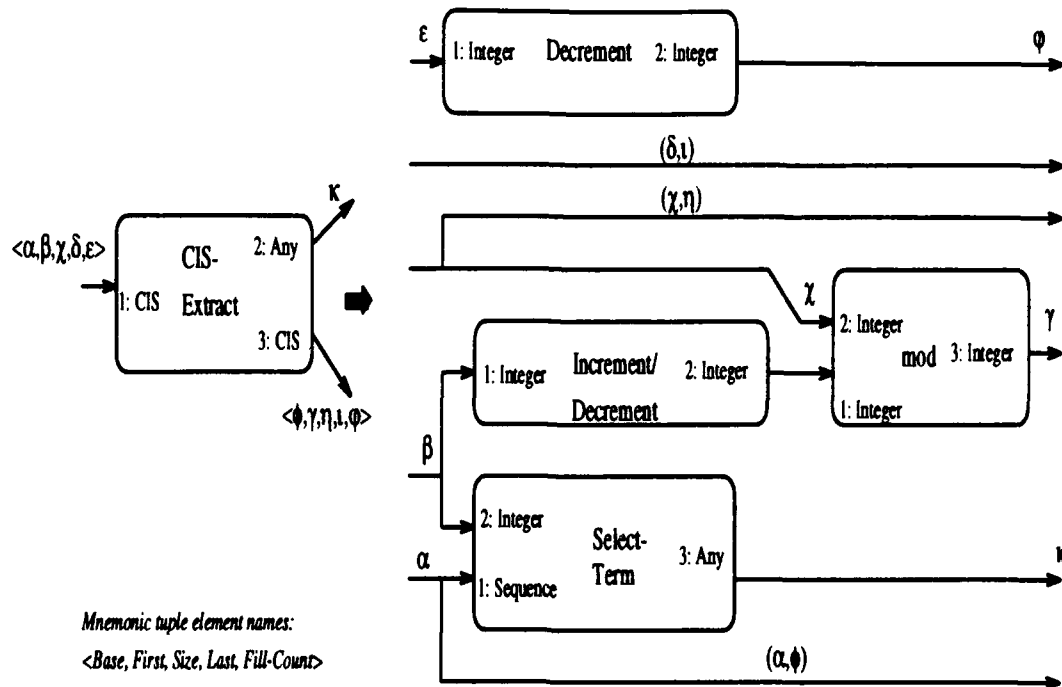 ε
1: Integer
Decrement
2: Integer
φ
(δ,ι)
κ
(χ,η)
<α,β,χ,δ,ε>
CIS-
Extract
2: Any
1: CIS
3: CIS
<ϕ,γ,η,ι,φ>
χ
2: Integer
mod
3: Integer
1: Integer
γ
1: Integer
Increment/
Decrement
2: Integer
β
2: Integer
Select-
Term
3: Any
1: Sequence
α
κ
(α,ϕ)
Mnemonic tuple element names:
<Base, First, Size, Last, Fill-Count>